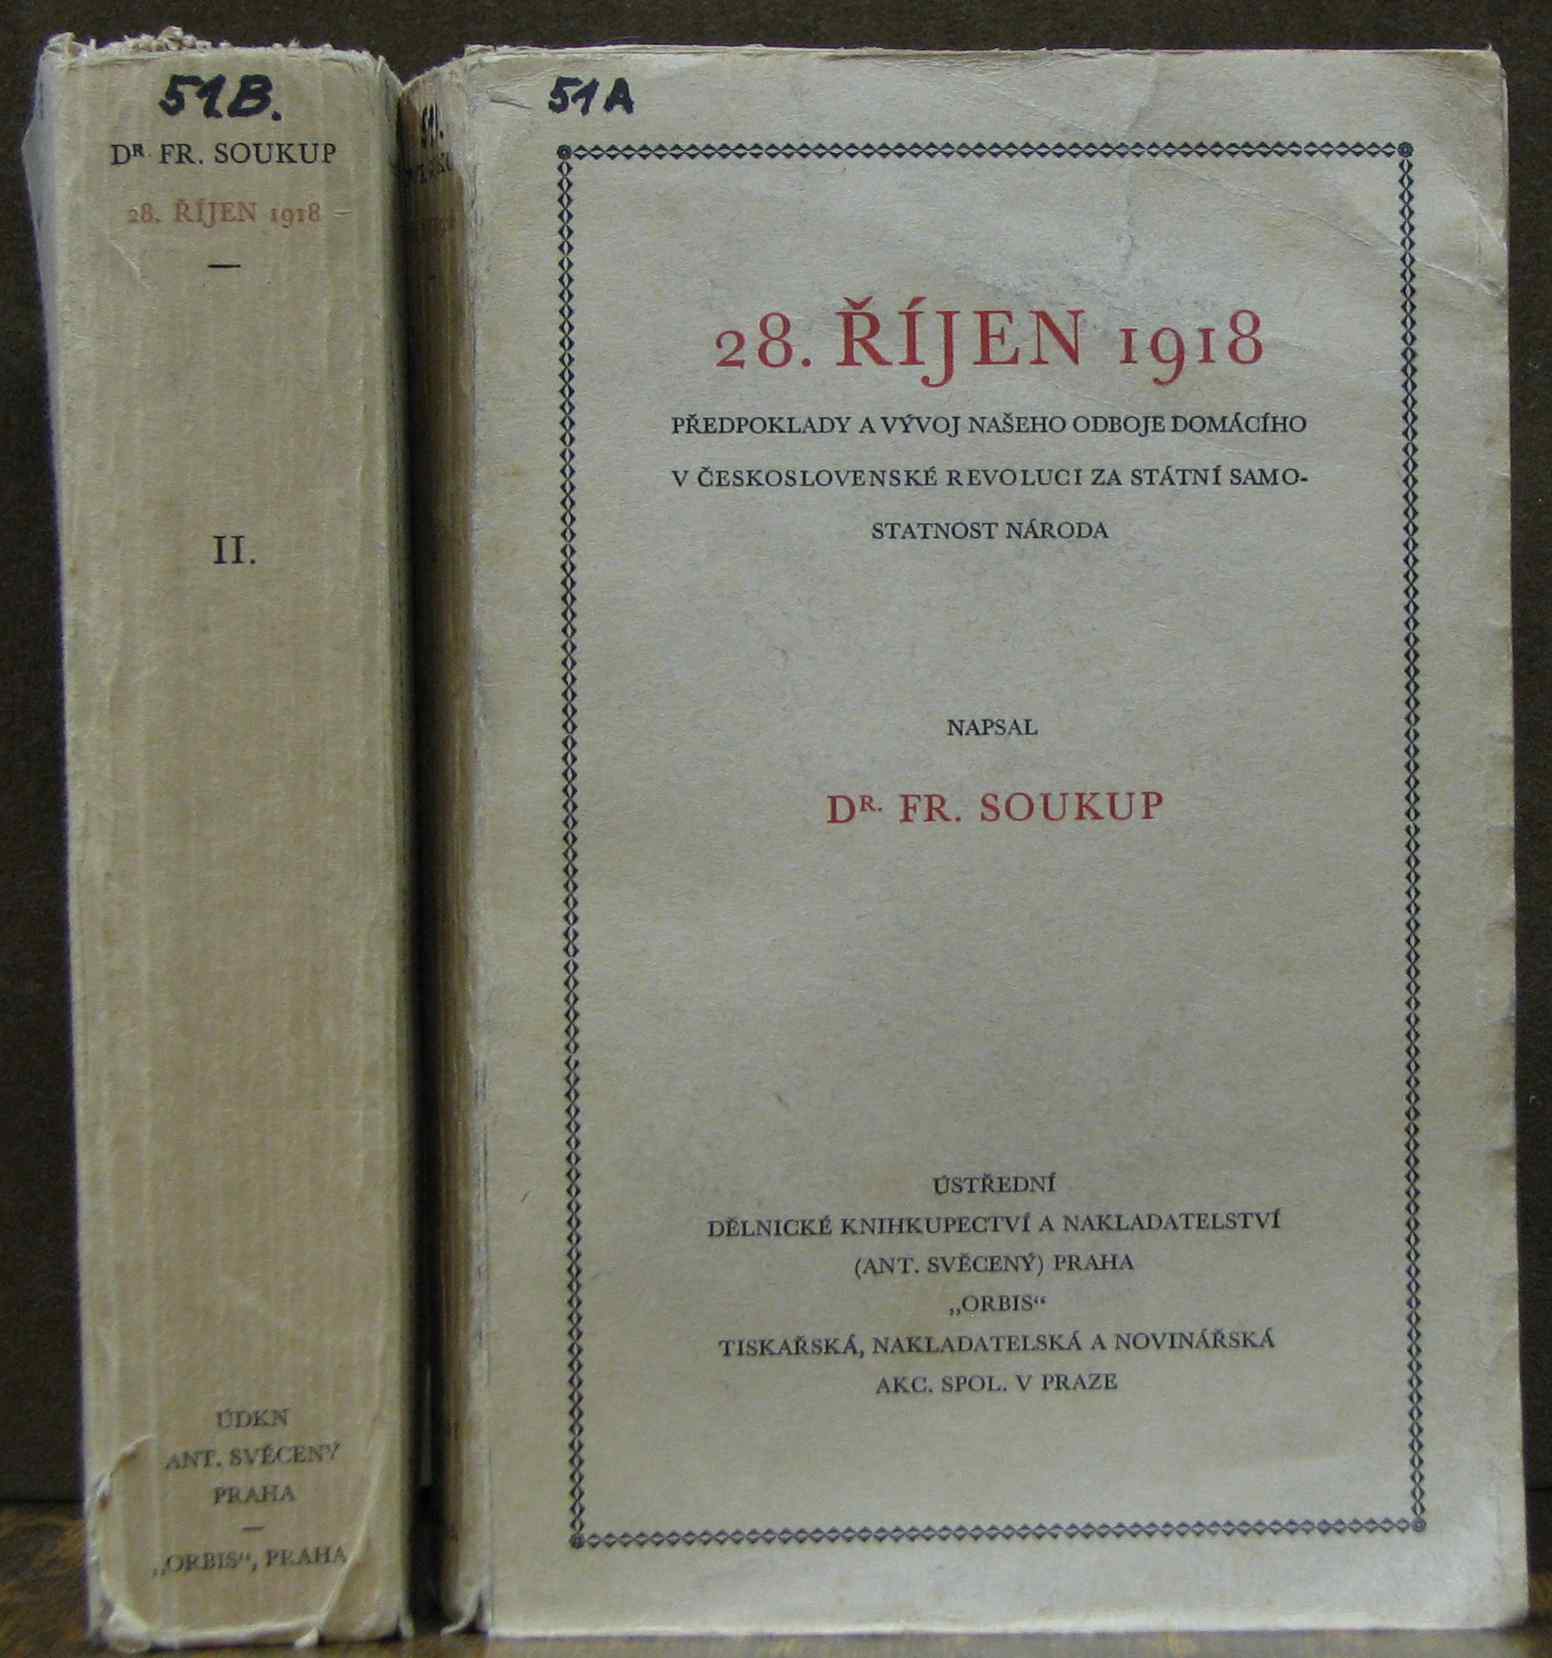 51B.
DR. FR. SOUKUP
28. ŘÍJEN 1918
II.
ÚDKN
ANT. SVĚCENÝ
PRAHA
„ORBIS“, PRAHA
51A
28. ŘÍJEN 1918
PŘEDPOKLADY A VÝVOJ NAŠEHO ODBOJE DOMÁCÍHO
V ČESKOSLOVENSKÉ REVOLUCI ZA STÁTNÍ SAMO-
STATNOST NÁRODA
NAPSAL
DR. FR. SOUKUP
ÚSTŘEDNÍ
DĚLNICKÉ KNIHKUPECTVÍ A NAKLADATELSTVÍ
(ANT. SVĚCENÝ) PRAHA
„ORBIS“
TISKAŘSKÁ, NAKLADATELSKÁ A NOVINÁŘSKÁ
AKC. SPOL. V PRAZE